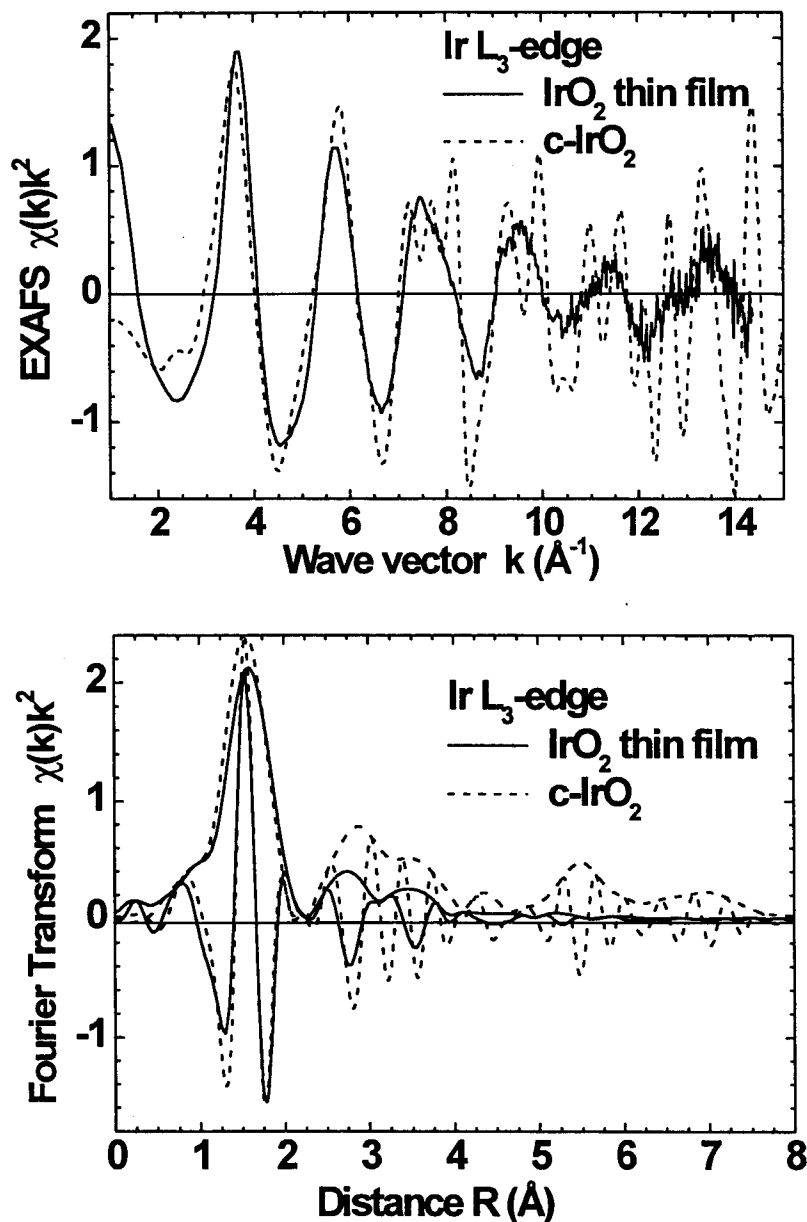 Ir L₃-edge
IrO₂ thin film
c-IrO₂
EXAFS χ(k)k²
2
1
0
-1
2 4 6 8 10 12 14
Wave vector k (Å⁻¹)
Ir L₃-edge
IrO₂ thin film
c-IrO₂
Fourier Transform χ(k)k²
2
1
0
-1
0 1 2 3 4 5 6 7 8
Distance R (Å)